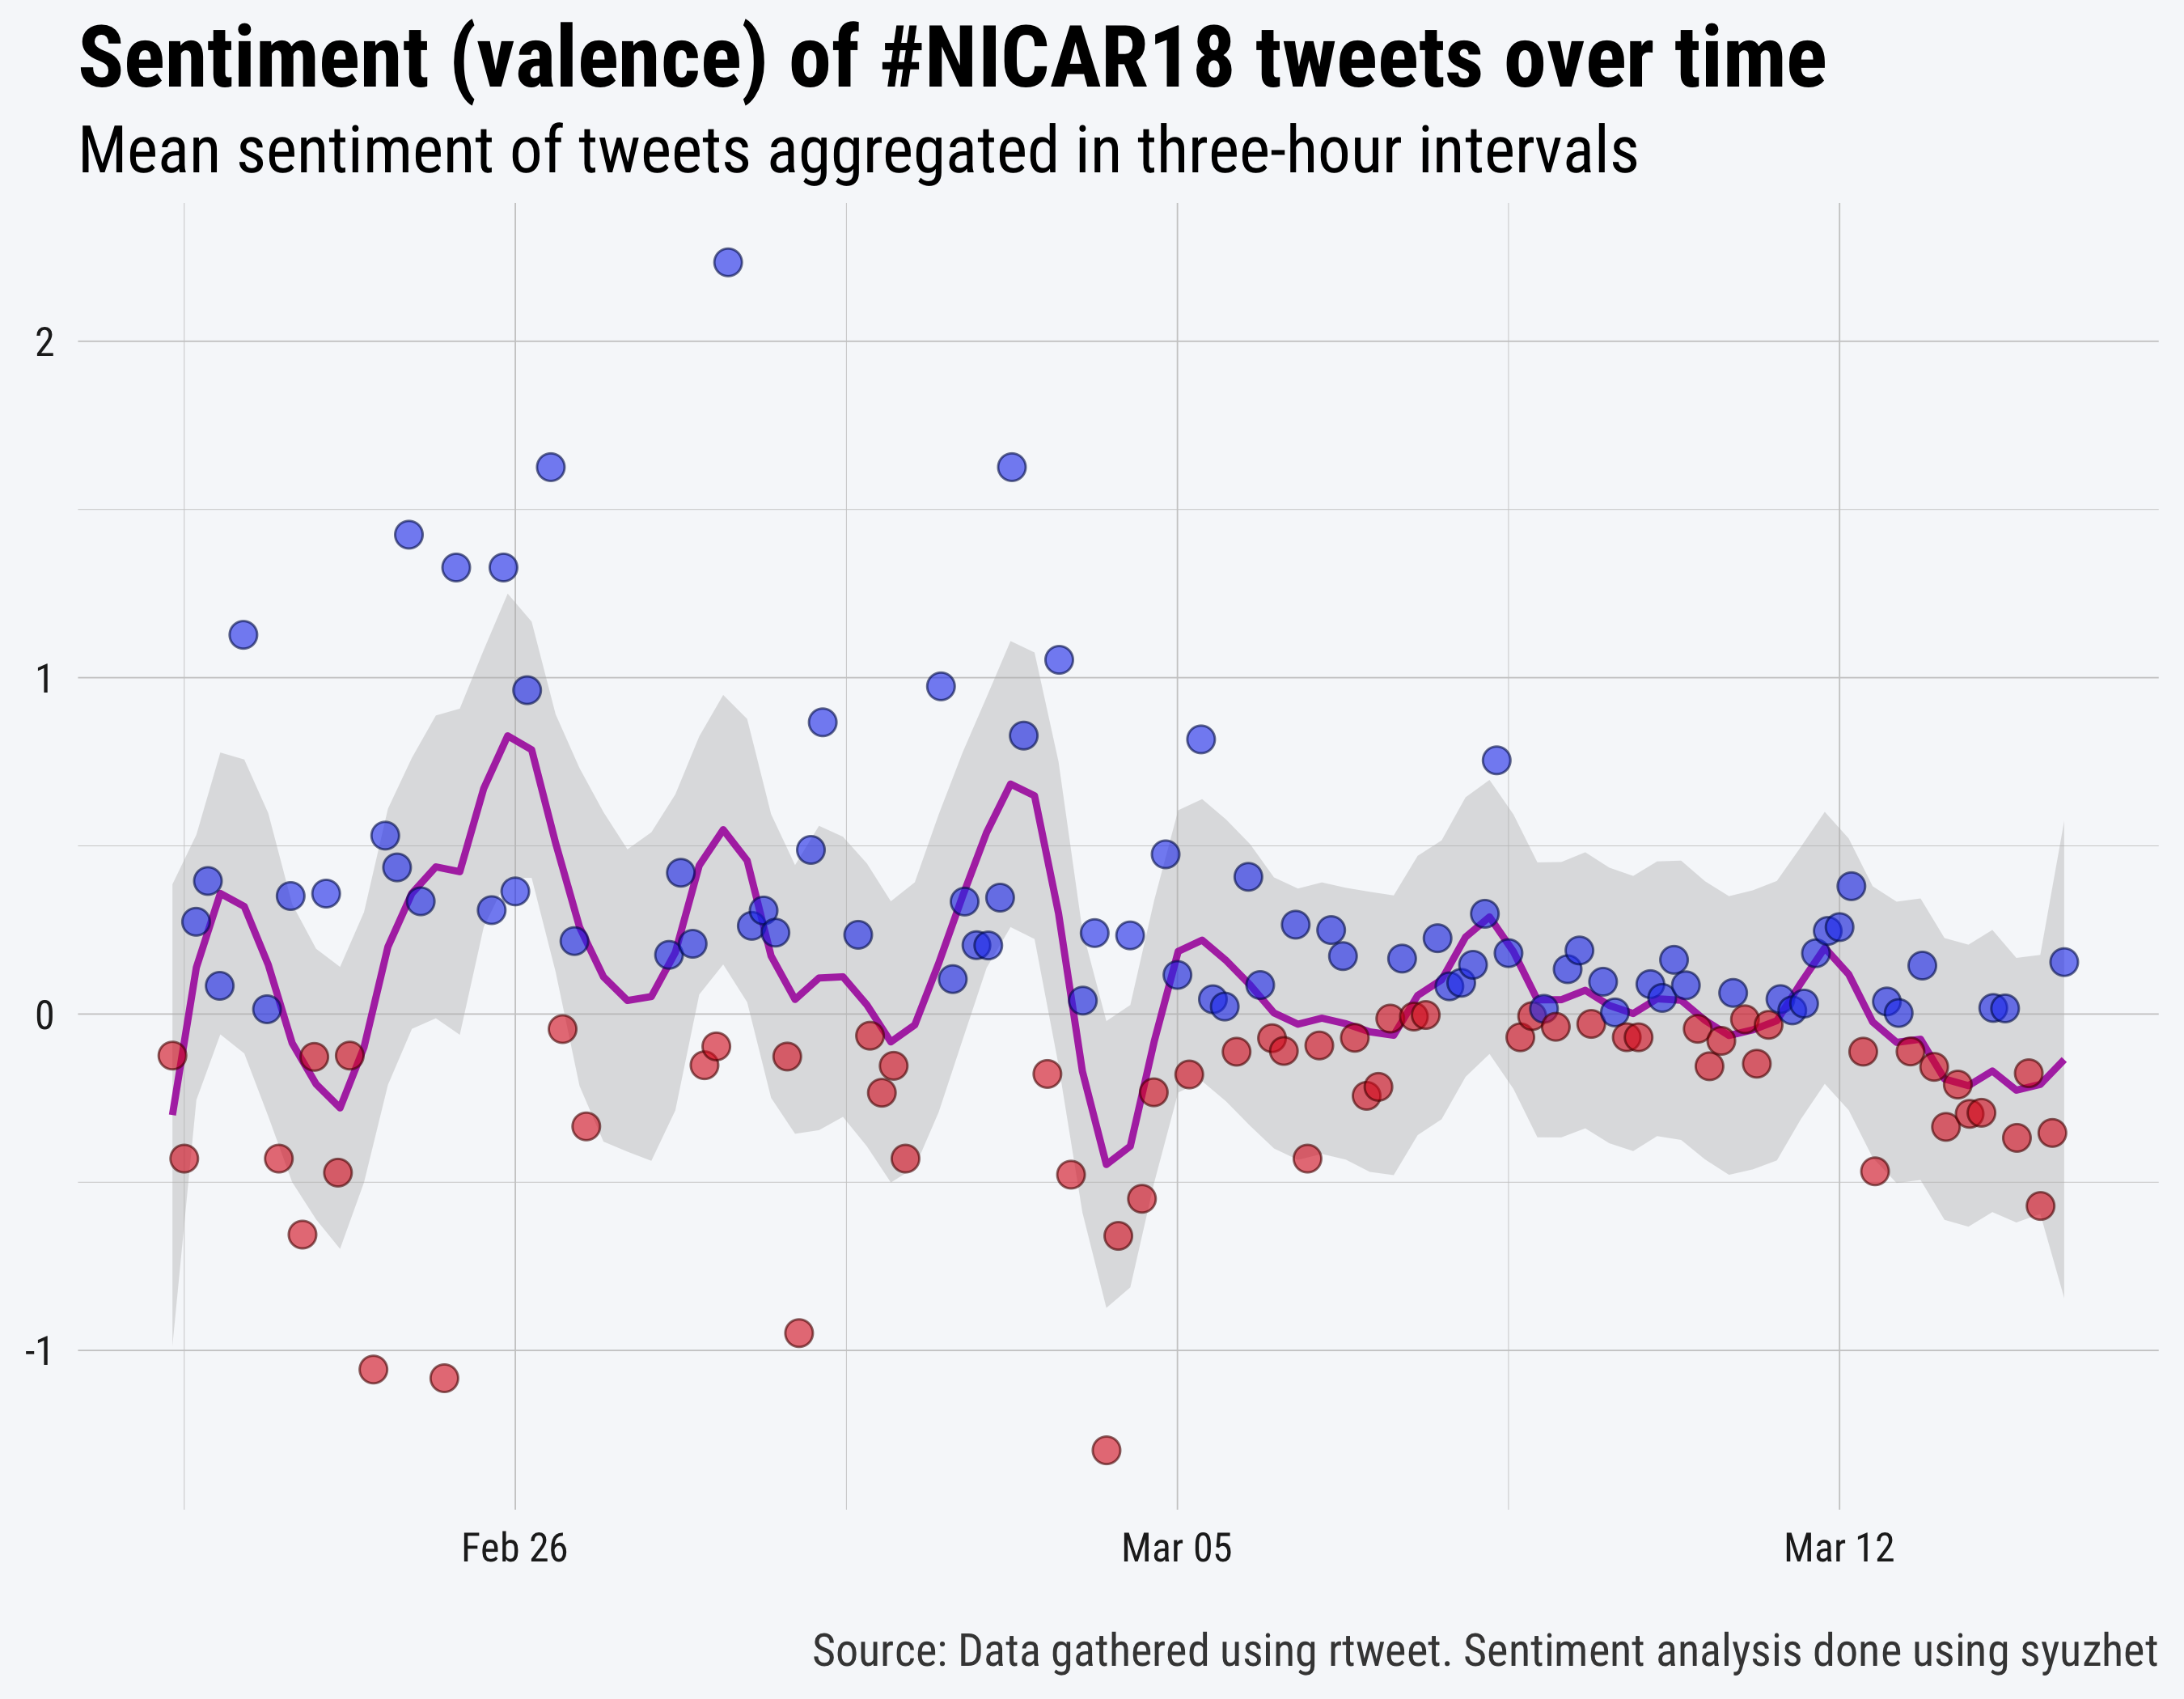 Sentiment (valence) of #NICAR18 tweets over time
Mean sentiment of tweets aggregated in three-hour intervals
2
1
0
-1
Feb 26
Mar 05
Mar 12
Source: Data gathered using rtweet. Sentiment analysis done using syuzhet